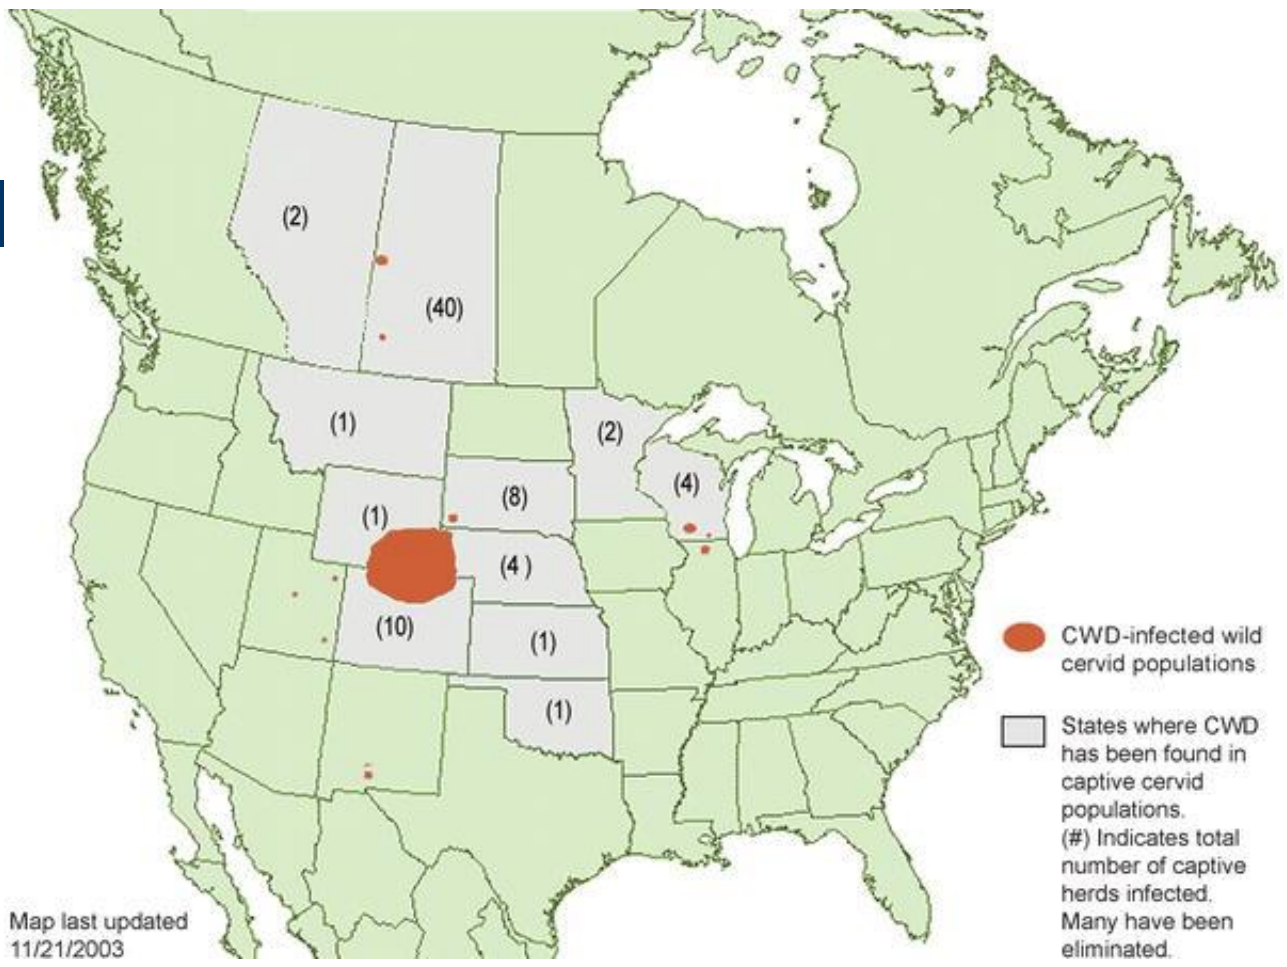 (2)
(40)
(1)
(2)
(4)
(8)
(1)
(4 )
(10)
(1)
(1)
CWD-infected wild
cervid populations
States where CWD
has been found in
captive cervid
populations.
(#) Indicates total
number of captive
herds infected.
Many have been
eliminated.
Map last updated
11/21/2003